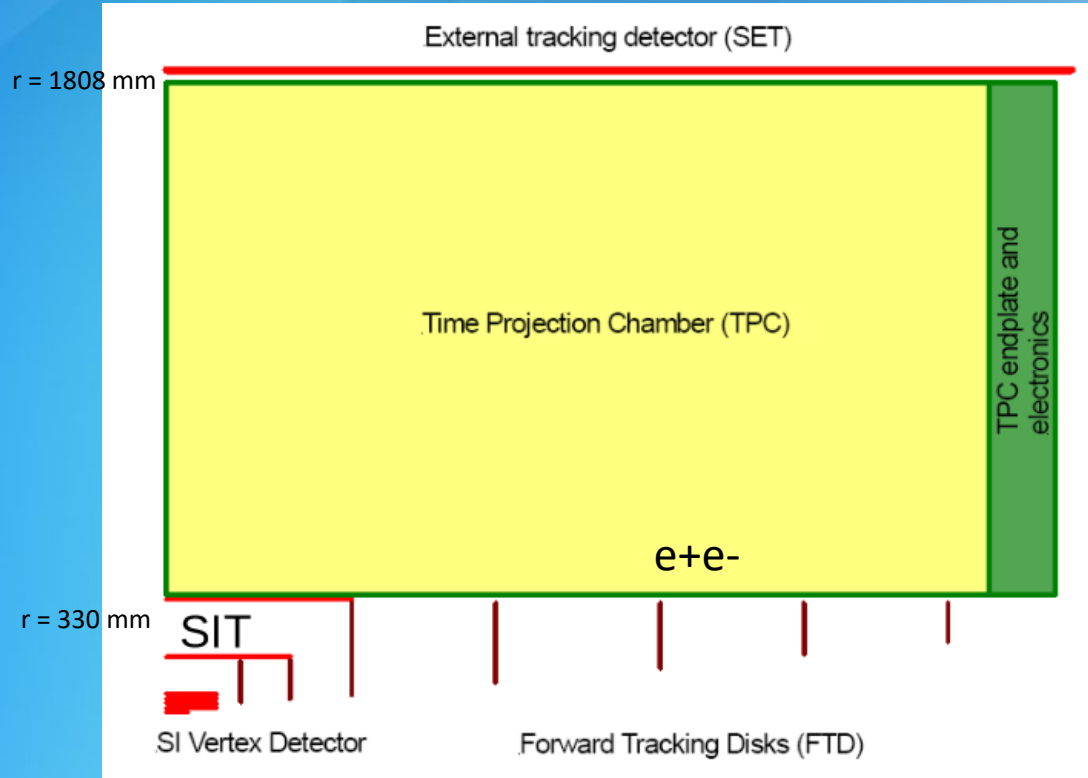 External tracking detector (SET)
r = 1808 mm
Time Projection Chamber (TPC)
TPC endplate and
electronics
e+e-
r = 330 mm
SIT
SI Vertex Detector
Forward Tracking Disks (FTD)